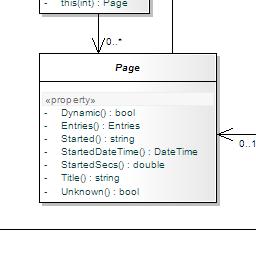 - this(int) : Page
0..*
Page
«property»
- Dynamic() : bool
- Entries() : Entries
- Started() : string
- StartedDateTime() : DateTime
- StartedSecs() : double
- Title() : string
- Unknown() : bool
0..1